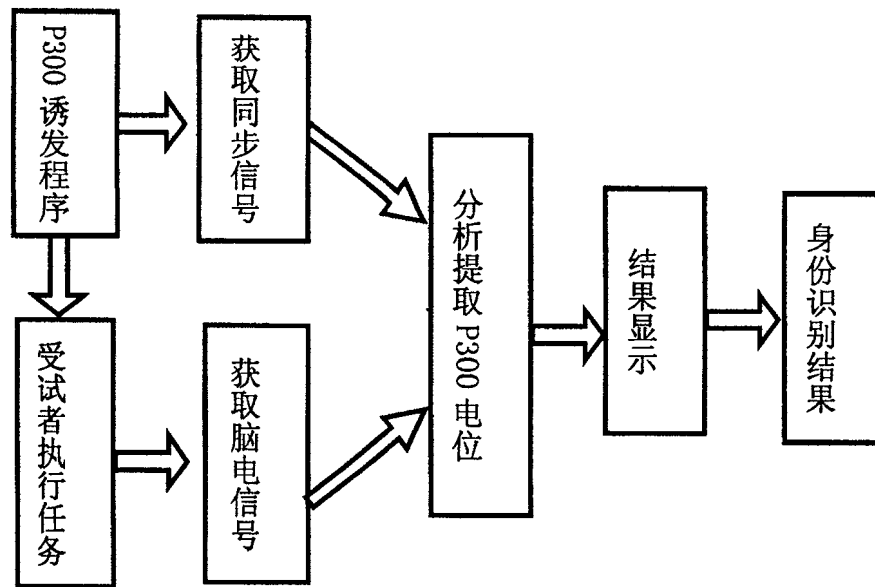 P300 诱发程序
获取同步信号
受试者执行任务
获取脑电信号
分析提取 P300 电位
结果显示
身份识别结果